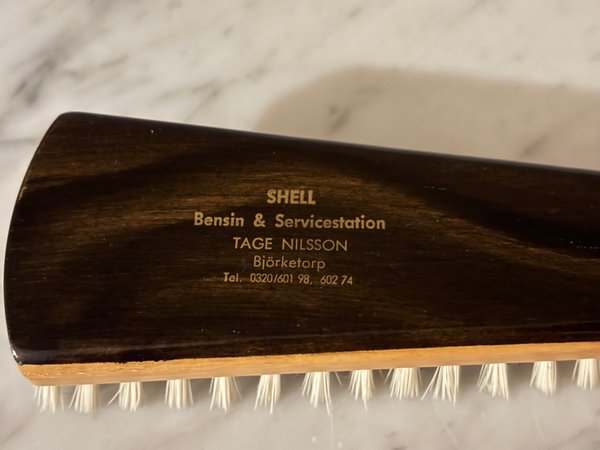 SHELL
Bensin & Servicestation
TAGE NILSSON
Björketorp
Tel. 0320/601 98, 602 74